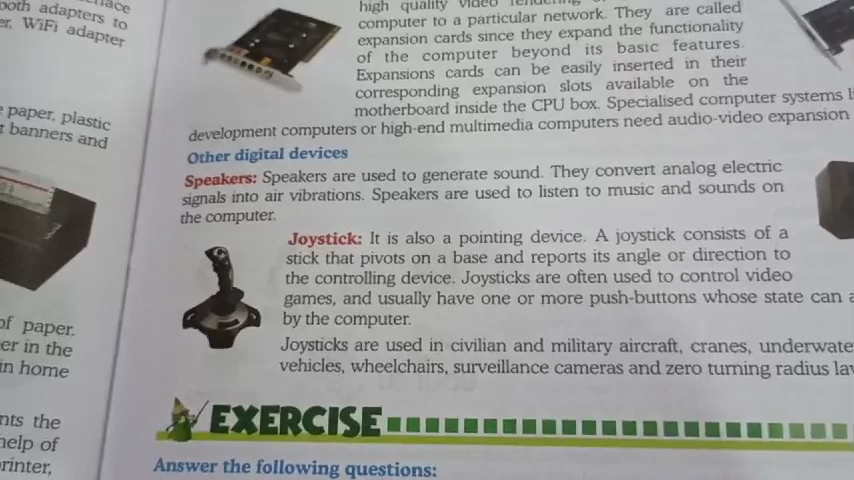 ooth adapters to
WiFi adapter
paper, plastic
banners and
of paper.
er in the
in home
nts the
help of
rinter,
high quality video
computer to a particular network. They are called
expansion cards since they expand the functionality
of the computer beyond its basic features.
Expansions cards can be easily inserted in their
corresponding expansion slots available on the
motherboard inside the CPU box. Specialised computer systems
development computers or high-end multimedia computers need audio-video expansion
Other digital devices
Speakers: Speakers are used to generate sound. They convert analog electric
signals into air vibrations. Speakers are used to listen to music and sounds on
the computer.
Joystick: It is also a pointing device. A joystick consists of a
stick that pivots on a base and reports its angle or direction to
the controlling device. Joysticks are often used to control video
games, and usually have one or more push-buttons whose state can
by the computer.
Joysticks are used in civilian and military aircraft, cranes, underwate
vehicles, wheelchairs, surveillance cameras and zero turning radius
EXERCISE
Answer the following questions: